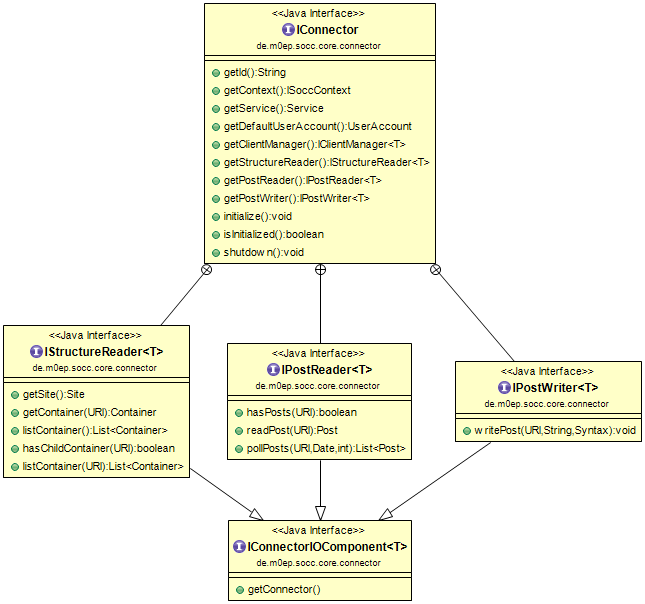 <<Java Interface>>
IConnector
de.m0ep.socc.core.connector
getId():String
getContext():ISoccContext
getService():Service
getDefaultUserAccount():UserAccount
getClientManager():IClientManager<T>
getStructureReader():IStructureReader<T>
getPostReader():IPostReader<T>
getPostWriter():IPostWriter<T>
initialize():void
isInitialized():boolean
shutdown():void
<<Java Interface>>
IStructureReader<T>
de.m0ep.socc.core.connector
getSite():Site
getContainer(URI):Container
listContainer():List<Container>
hasChildContainer(URI):boolean
listContainer(URI):List<Container>
<<Java Interface>>
IPostReader<T>
de.m0ep.socc.core.connector
hasPosts(URI):boolean
readPost(URI):Post
pollPosts(URI,Date,int):List<Post>
<<Java Interface>>
IPostWriter<T>
de.m0ep.socc.core.connector
writePost(URI,String,Syntax):void
<<Java Interface>>
IConnectorIOComponent<T>
de.m0ep.socc.core.connector
getConnector()